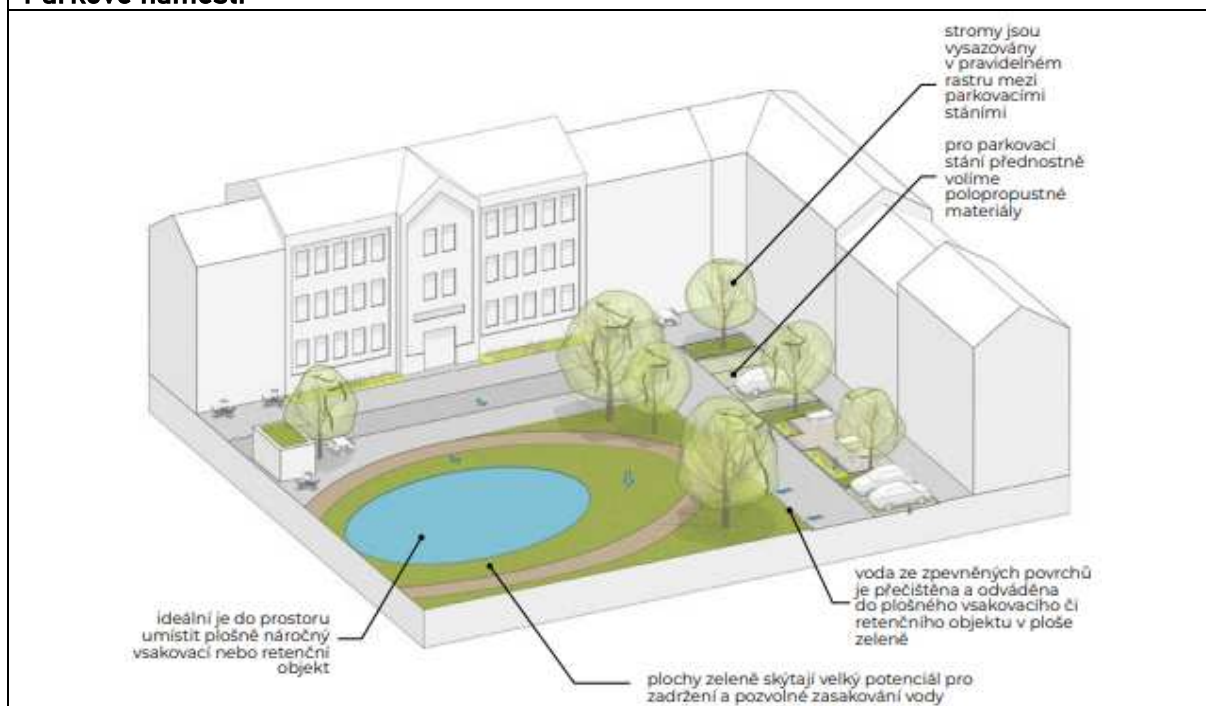 Parkové náměstí
stromy jsou
vysazovány
v pravidelném
rastru mezi
parkovacími
stáními
pro parkovací
stání přednostně
volíme
polopropustné
materiály
voda ze zpevněných povrchů
je přečištěna a odváděna
do plošného vsakovacího či
retenčního objektu v ploše
zeleně
ideální je do prostoru
umístit plošně náročný
vsakovací nebo retenční
objekt
plochy zeleně skýtají velký potenciál pro
zadržení a pozvolné zasakování vody